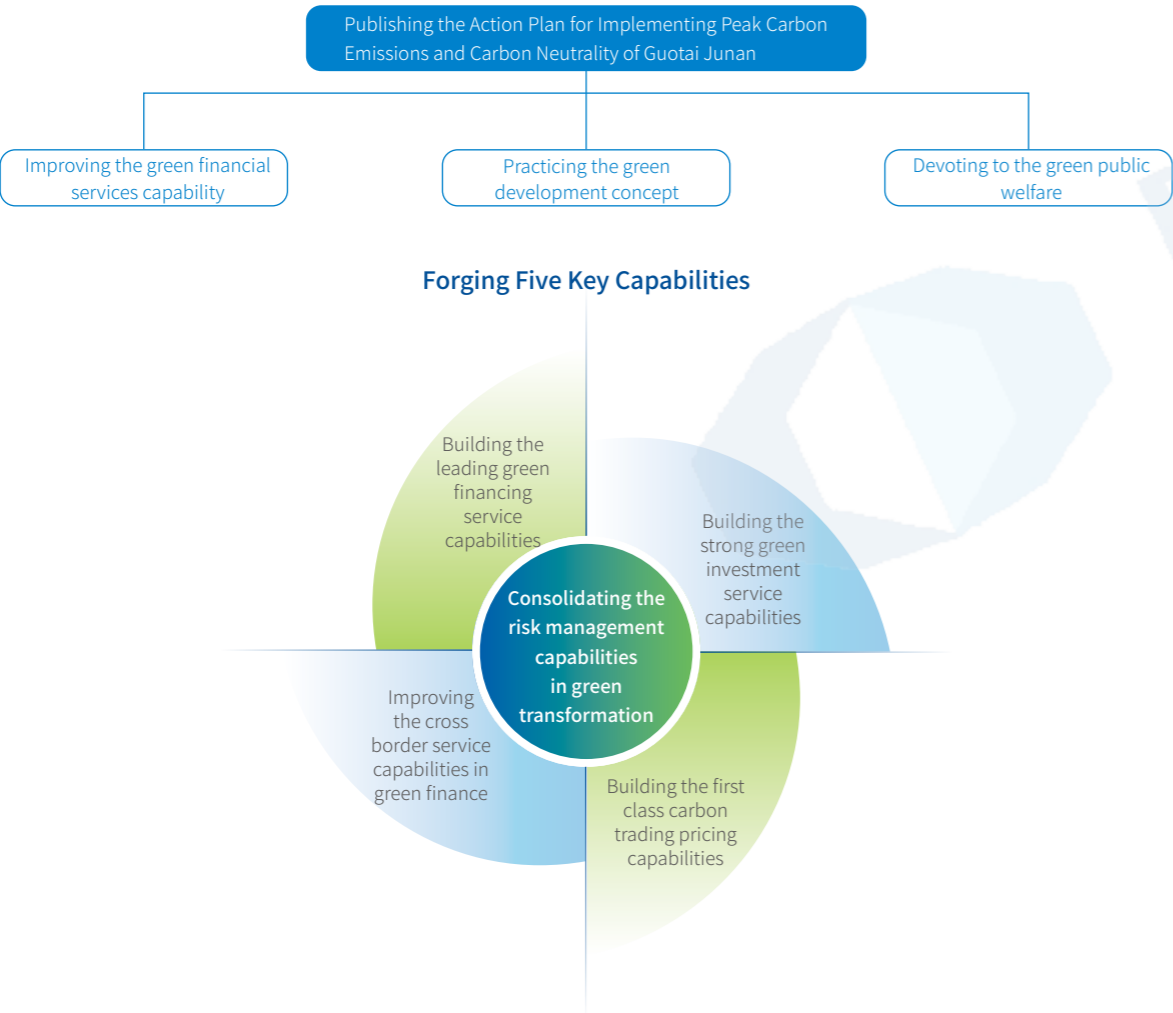 Publishing the Action Plan for Implementing Peak Carbon
Emissions and Carbon Neutrality of Guotai Junan
Improving the green financial
services capability
Practicing the green
development concept
Devoting to the green public
welfare
Forging Five Key Capabilities
Building the
leading green
financing
service
capabilities
Building the
strong green
investment
service
capabilities
Consolidating the
risk management
capabilities
in green
transformation
Improving
the cross
border service
capabilities in
green finance
Building the first
class carbon
trading pricing
capabilities